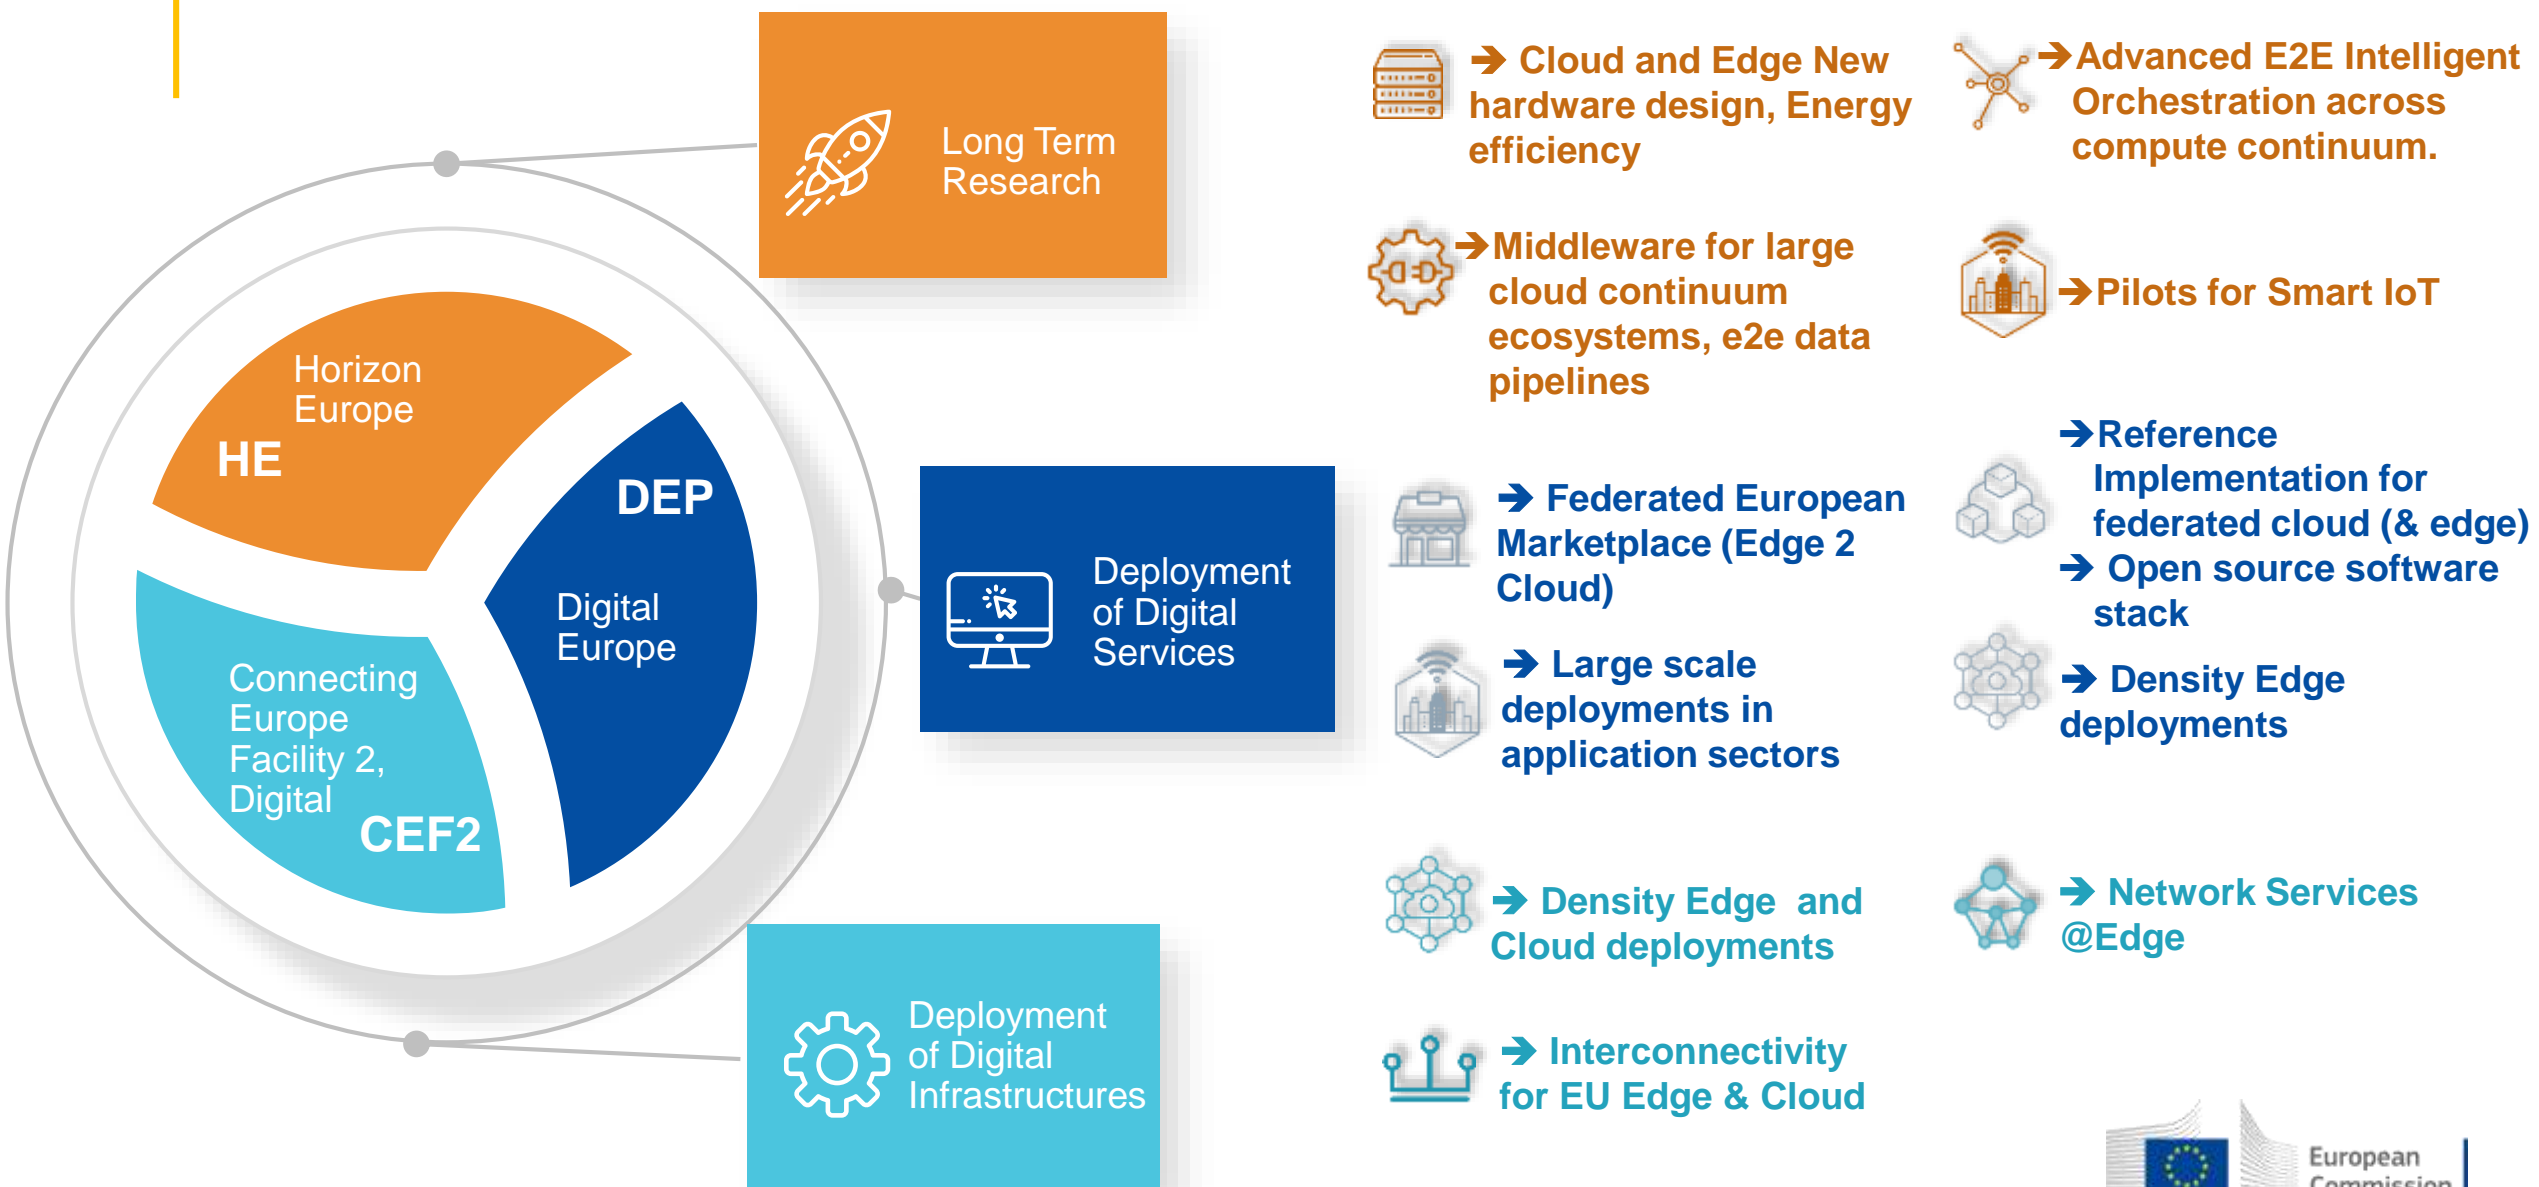 Horizon
Europe
HE
DEP
Digital
Europe
Connecting
Europe
Facility 2,
Digital
CEF2
Long Term
Research
Deployment
of Digital
Services
Deployment
of Digital
Infrastructures
➔ Cloud and Edge New
hardware design, Energy
efficiency
➔Advanced E2E Intelligent
Orchestration across
compute continuum.
➔Middleware for large
cloud continuum
ecosystems, e2e data
pipelines
➔Pilots for Smart IoT
➔ Federated European
Marketplace (Edge 2
Cloud)
➔Reference
Implementation for
federated cloud (& edge)
➔ Open source software
stack
➔ Large scale
deployments in
application sectors
➔ Density Edge
deployments
➔ Density Edge  and
Cloud deployments
➔ Network Services
@Edge
➔ Interconnectivity
for EU Edge & Cloud
European
Commission